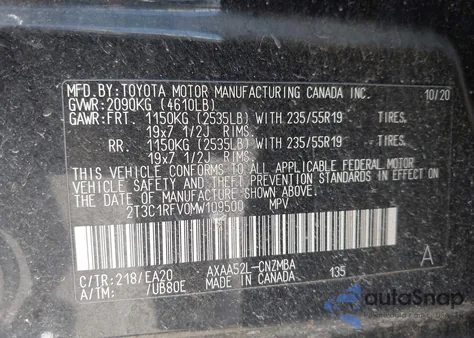 MFD.BY:TOYOTA MOTOR MANUFACTURING CANADA INC. 10/20
GVWR:2090KG (4610LB)
GAWR:FRT. 1150KG (2535LB) WITH 235/55R19 TIRES,
19x7 1/2J RIMS,
RR. 1150KG (2535LB) WITH 235/55R19 TIRES,
19x7 1/2J RIMS.
THIS VEHICLE CONFORMS TO ALL APPLICABLE FEDERAL MOTOR
VEHICLE SAFETY AND THEFT PREVENTION STANDARDS IN EFFECT
ON THE DATE OF MANUFACTURE SHOWN ABOVE.
2T3C1RFV0MW109500 MPV
C/TR:218/EA20 AXAA52L-CNZMBA 135 A
A/TM: /UB80E MADE IN CANADA
autoSnap